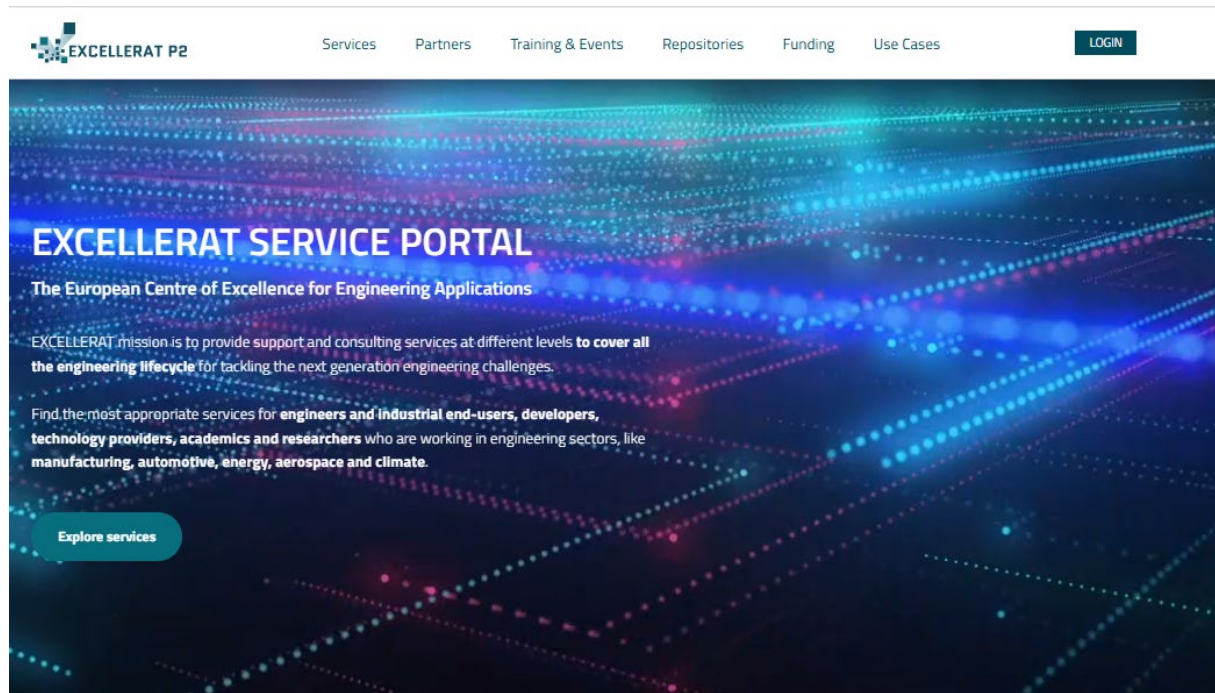 EXCELLERAT P2
Services
Partners
Training & Events
Repositories
Funding
Use Cases
LOGIN
EXCELLERAT SERVICE PORTAL
The European Centre of Excellence for Engineering Applications
EXCELLERAT mission is to provide support and consulting services at different levels to cover all
the engineering lifecycle for tackling the next generation engineering challenges.
Find the most appropriate services for engineers and industrial end-users, developers,
technology providers, academics and researchers who are working in engineering sectors, like
manufacturing, automotive, energy, aerospace and climate.
Explore services